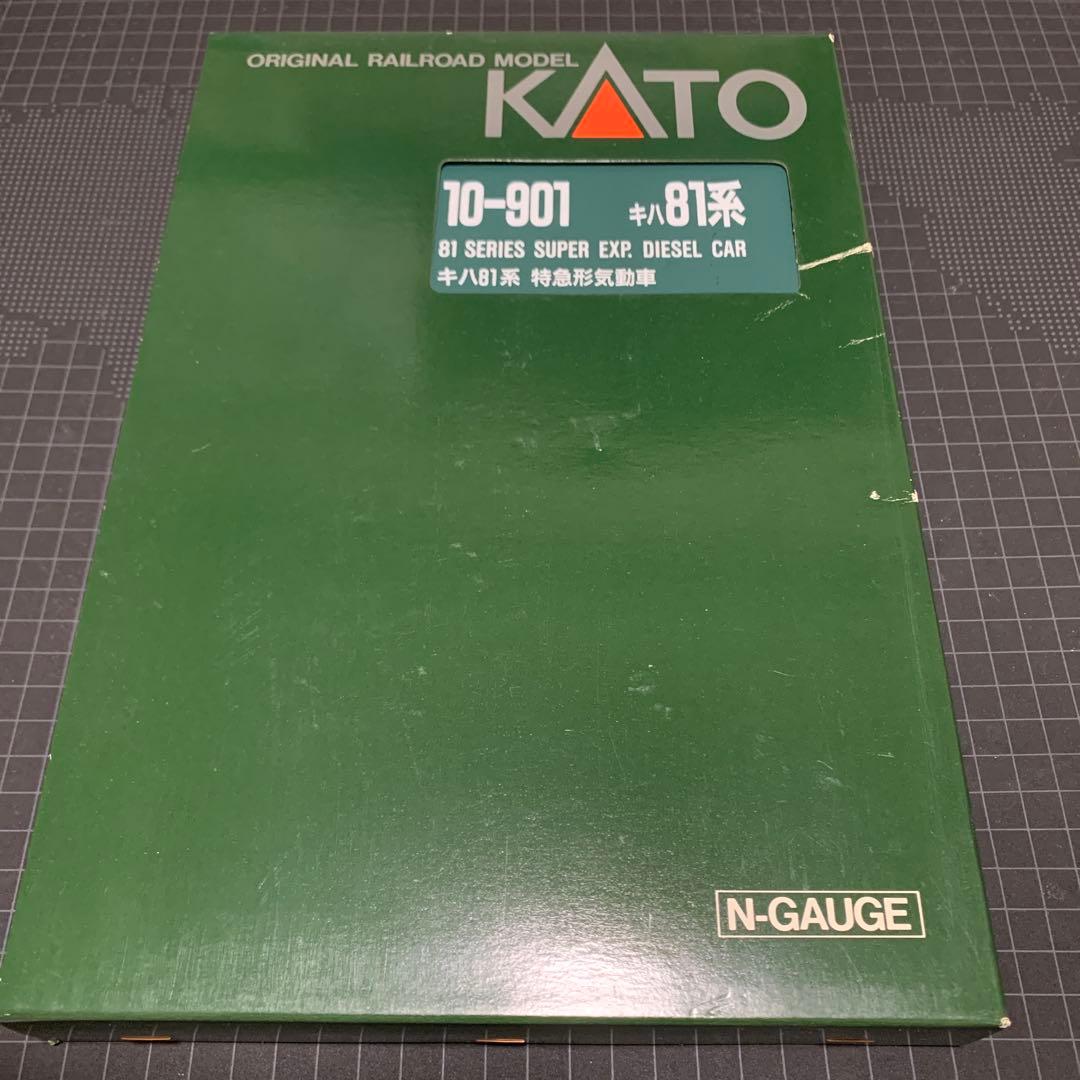 ORIGINAL RAILROAD MODEL
KATO
10-901 キハ81系
81 SERIES SUPER EXP. DIESEL CAR
キハ81系 特急形気動車
N-GAUGE